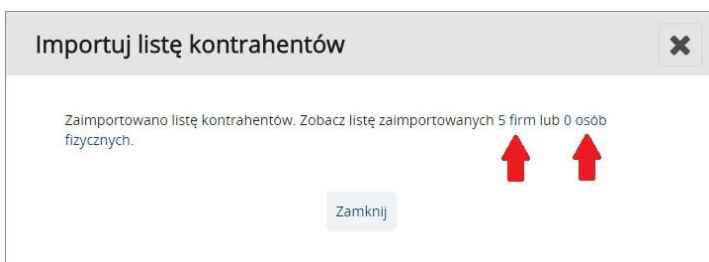 Importuj listę kontrahentów
Zaimportowano listę kontrahentów. Zobacz listę zaimportowanych 5 firm lub 0 osób
fizycznych.
Zamknij